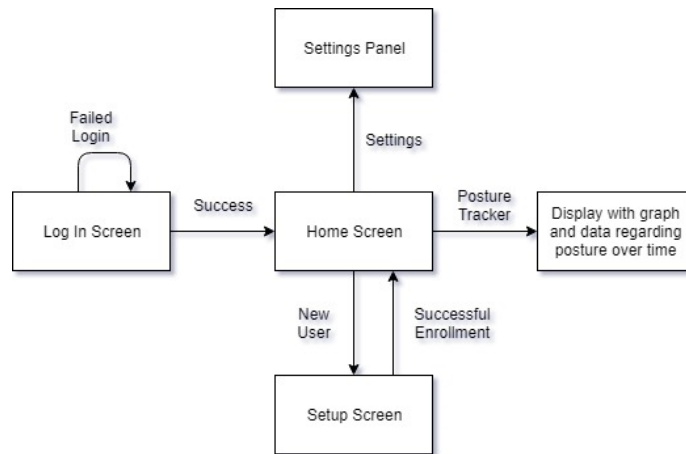 Settings Panel
Failed
Login
Settings
Success
Posture
Tracker
Log In Screen
Home Screen
Display with graph
and data regarding
posture over time
New
User
Successful
Enrollment
Setup Screen